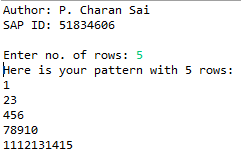 Author: P. Charan Sai
SAP ID: 51834606
Enter no. of rows: 5
Here is your pattern with 5 rows:
1
23
456
78910
1112131415